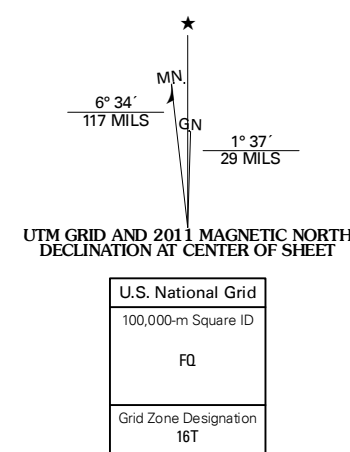 ★
MN.
6° 34´
117 MILS
GN
1° 37´
29 MILS
UTM GRID AND 2011 MAGNETIC NORTH
DECLINATION AT CENTER OF SHEET
U.S. National Grid
100,000-m Square ID
FQ
Grid Zone Designation
16T